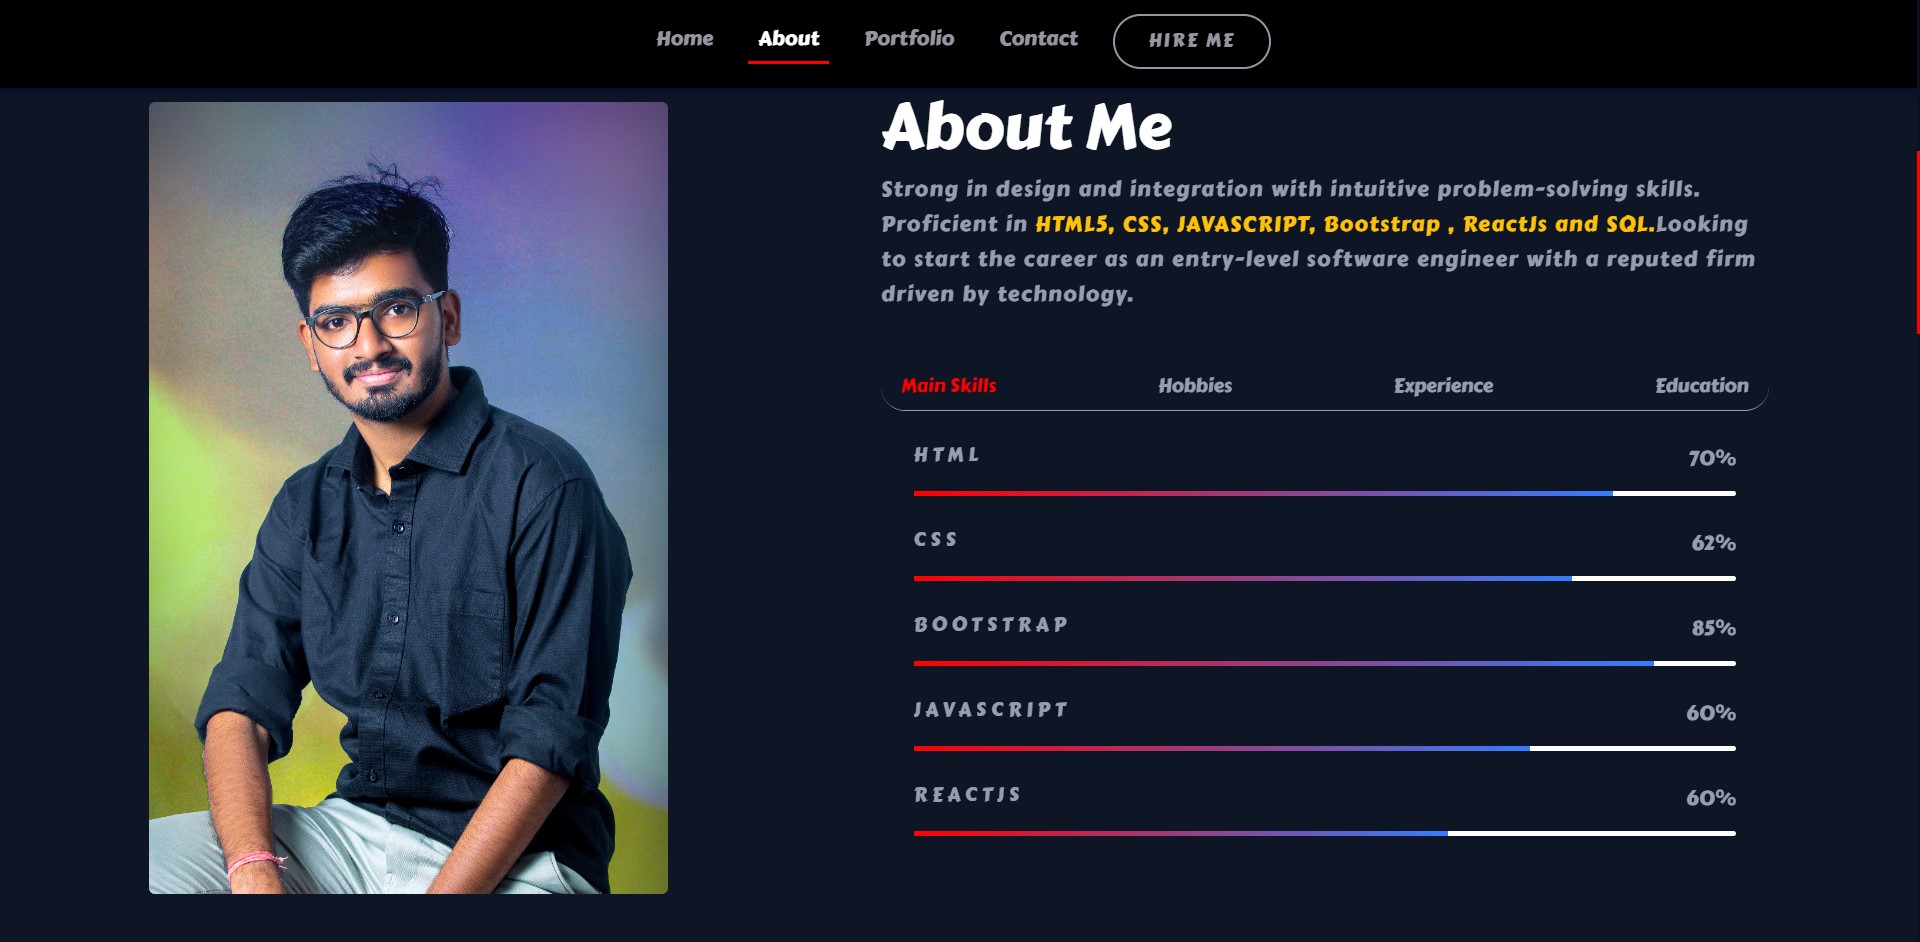 Home About Portfolio Contact HIRE ME
About Me
Strong in design and integration with intuitive problem-solving skills.
Proficient in HTML5, CSS, JAVASCRIPT, Bootstrap , ReactJs and SQL.Looking
to start the career as an entry-level software engineer with a reputed firm
driven by technology.
Main Skills Hobbies Experience Education
HTML 70%
CSS 62%
BOOTSTRAP 85%
JAVASCRIPT 60%
REACTJS 60%